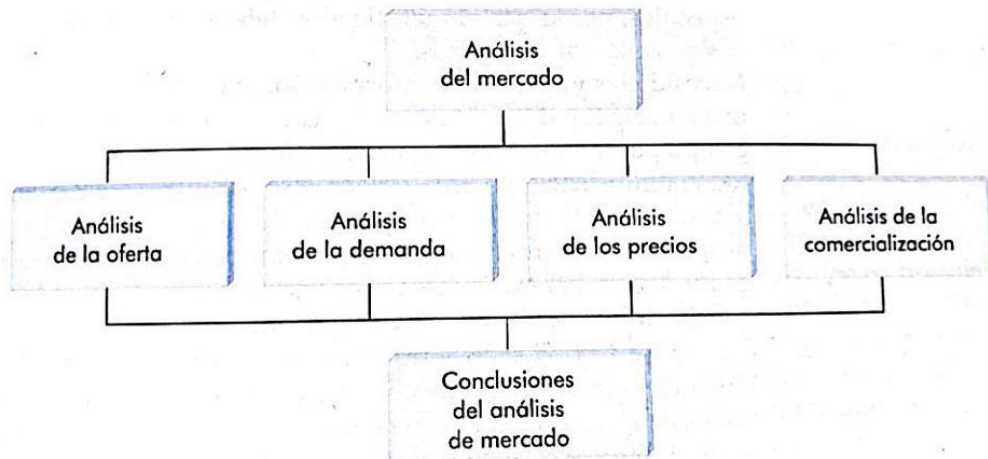 Análisis
del mercado
Análisis
de la oferta
Análisis
de la demanda
Análisis
de los precios
Análisis de la
comercialización
Conclusiones
del análisis
de mercado